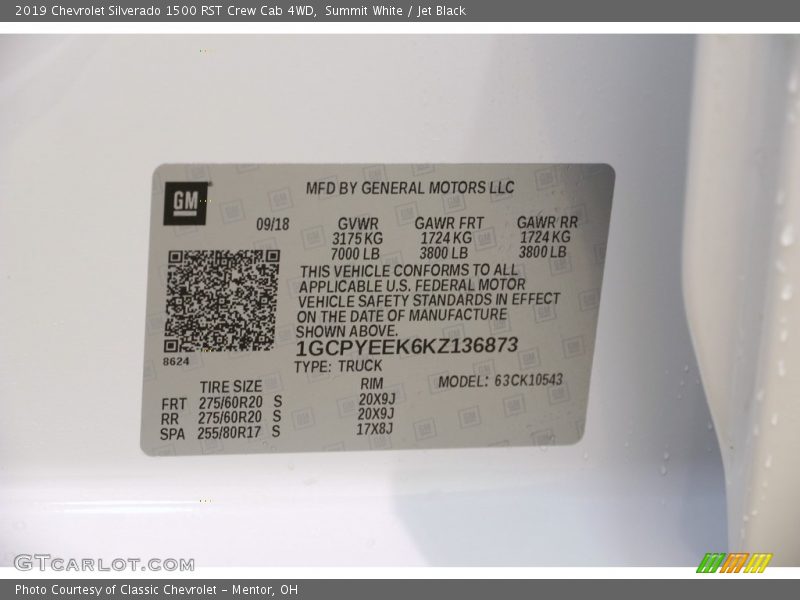 2019 Chevrolet Silverado 1500 RST Crew Cab 4WD,  Summit White / Jet Black
GM
MFD BY GENERAL MOTORS LLC
09/18 GVWR GAWR FRT GAWR RR
3175 KG 1724 KG 1724 KG
7000 LB 3800 LB 3800 LB
THIS VEHICLE CONFORMS TO ALL
APPLICABLE U.S. FEDERAL MOTOR
VEHICLE SAFETY STANDARDS IN EFFECT
ON THE DATE OF MANUFACTURE
SHOWN ABOVE.
1GCPYEEK6KZ136873
8624
TYPE: TRUCK
TIRE SIZE RIM MODEL: 63CK10543
FRT 275/60R20 S 20X9J
RR 275/60R20 S 20X9J
SPA 255/80R17 S 17X8J
GTCARLOT.COM
Photo Courtesy of Classic Chevrolet - Mentor, OH